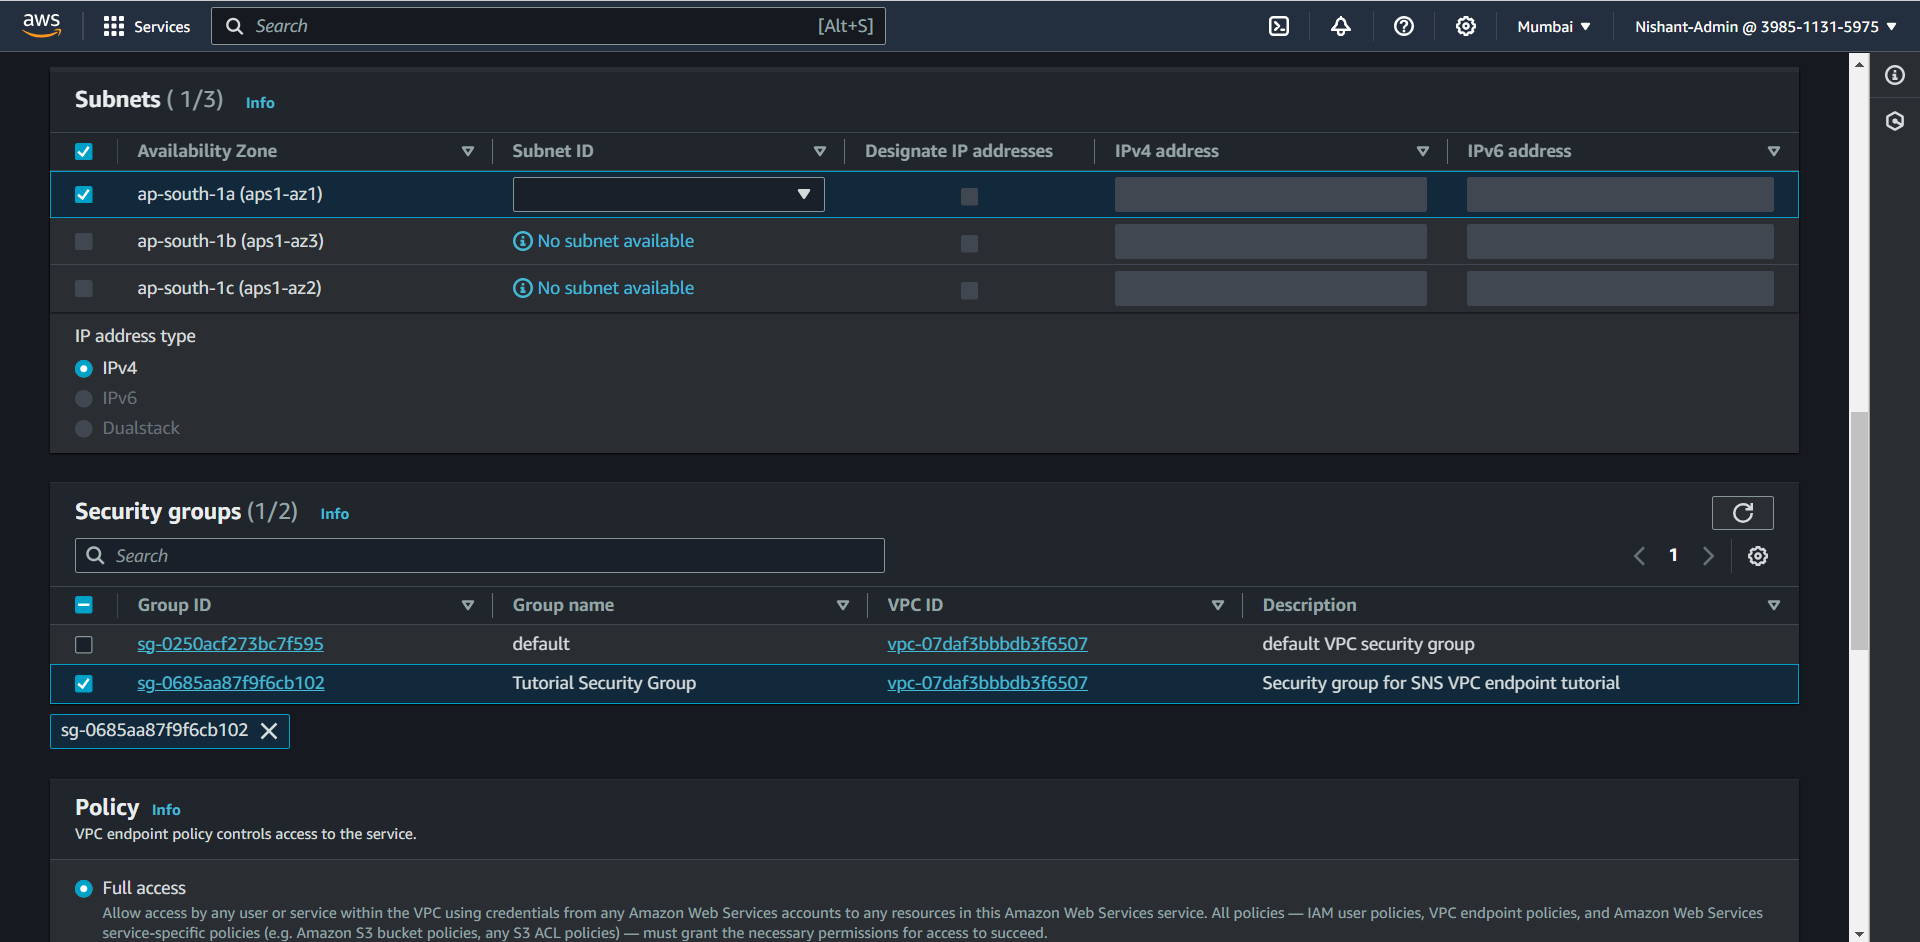 aws Services Search [Alt+S] Mumbai Nishant-Admin @ 3985-1131-5975
Subnets ( 1/3) Info
Availability Zone Subnet ID Designate IP addresses IPv4 address IPv6 address
ap-south-1a (aps1-az1)
ap-south-1b (aps1-az3) No subnet available
ap-south-1c (aps1-az2) No subnet available
IP address type
IPv4
IPv6
Dualstack
Security groups (1/2) Info
Search 1
Group ID Group name VPC ID Description
sg-0250acf273bc7f595 default vpc-07daf3bbbdb3f6507 default VPC security group
sg-0685aa87f9f6cb102 Tutorial Security Group vpc-07daf3bbbdb3f6507 Security group for SNS VPC endpoint tutorial
sg-0685aa87f9f6cb102
Policy Info
VPC endpoint policy controls access to the service.
Full access
Allow access by any user or service within the VPC using credentials from any Amazon Web Services accounts to any resources in this Amazon Web Services service. All policies — IAM user policies, VPC endpoint policies, and Amazon Web Services
service-specific policies (e.g. Amazon S3 bucket policies, any S3 ACL policies) — must grant the necessary permissions for access to succeed.